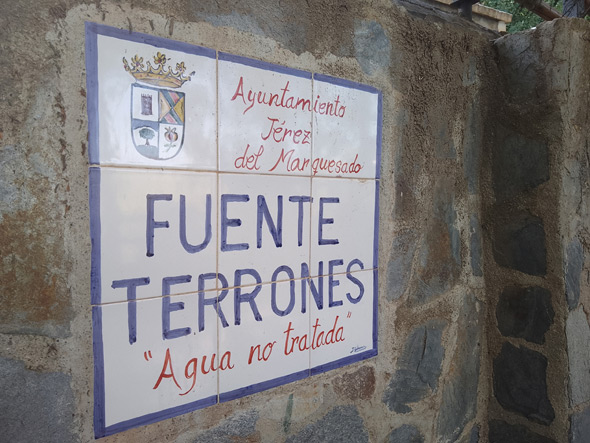 Ayuntamiento
Jérez
del Marquesado
FUENTE
TERRONES
"Agua no tratada"